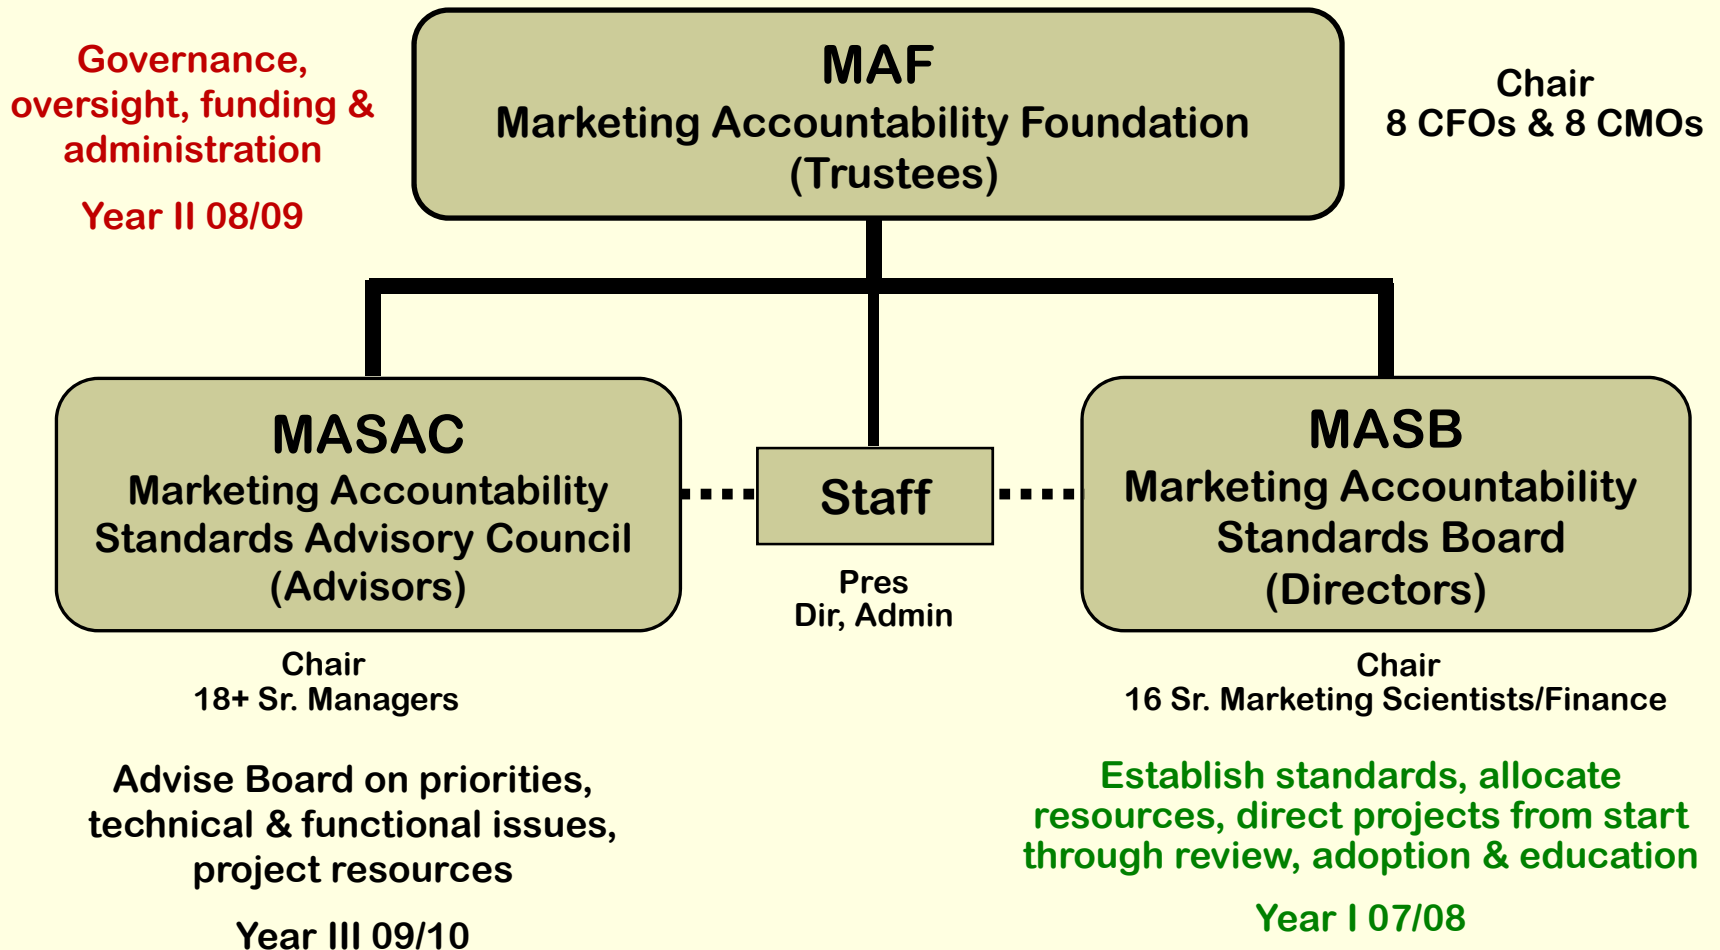 Governance,
oversight, funding &
administration
Year II 08/09
MAF
Marketing Accountability Foundation
(Trustees)
Chair
8 CFOs & 8 CMOs
MASAC
Marketing Accountability
Standards Advisory Council
(Advisors)
Staff
Pres
Dir, Admin
MASB
Marketing Accountability
Standards Board
(Directors)
Chair
18+ Sr. Managers
Advise Board on priorities,
technical & functional issues,
project resources
Year III 09/10
Chair
16 Sr. Marketing Scientists/Finance
Establish standards, allocate
resources, direct projects from start
through review, adoption & education
Year I 07/08